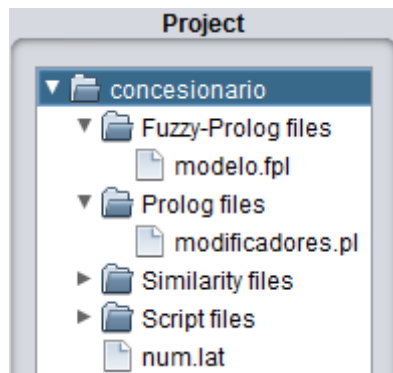 Project
concesionario
Fuzzy-Prolog files
modelo.fpl
Prolog files
modificadores.pl
Similarity files
Script files
num.lat